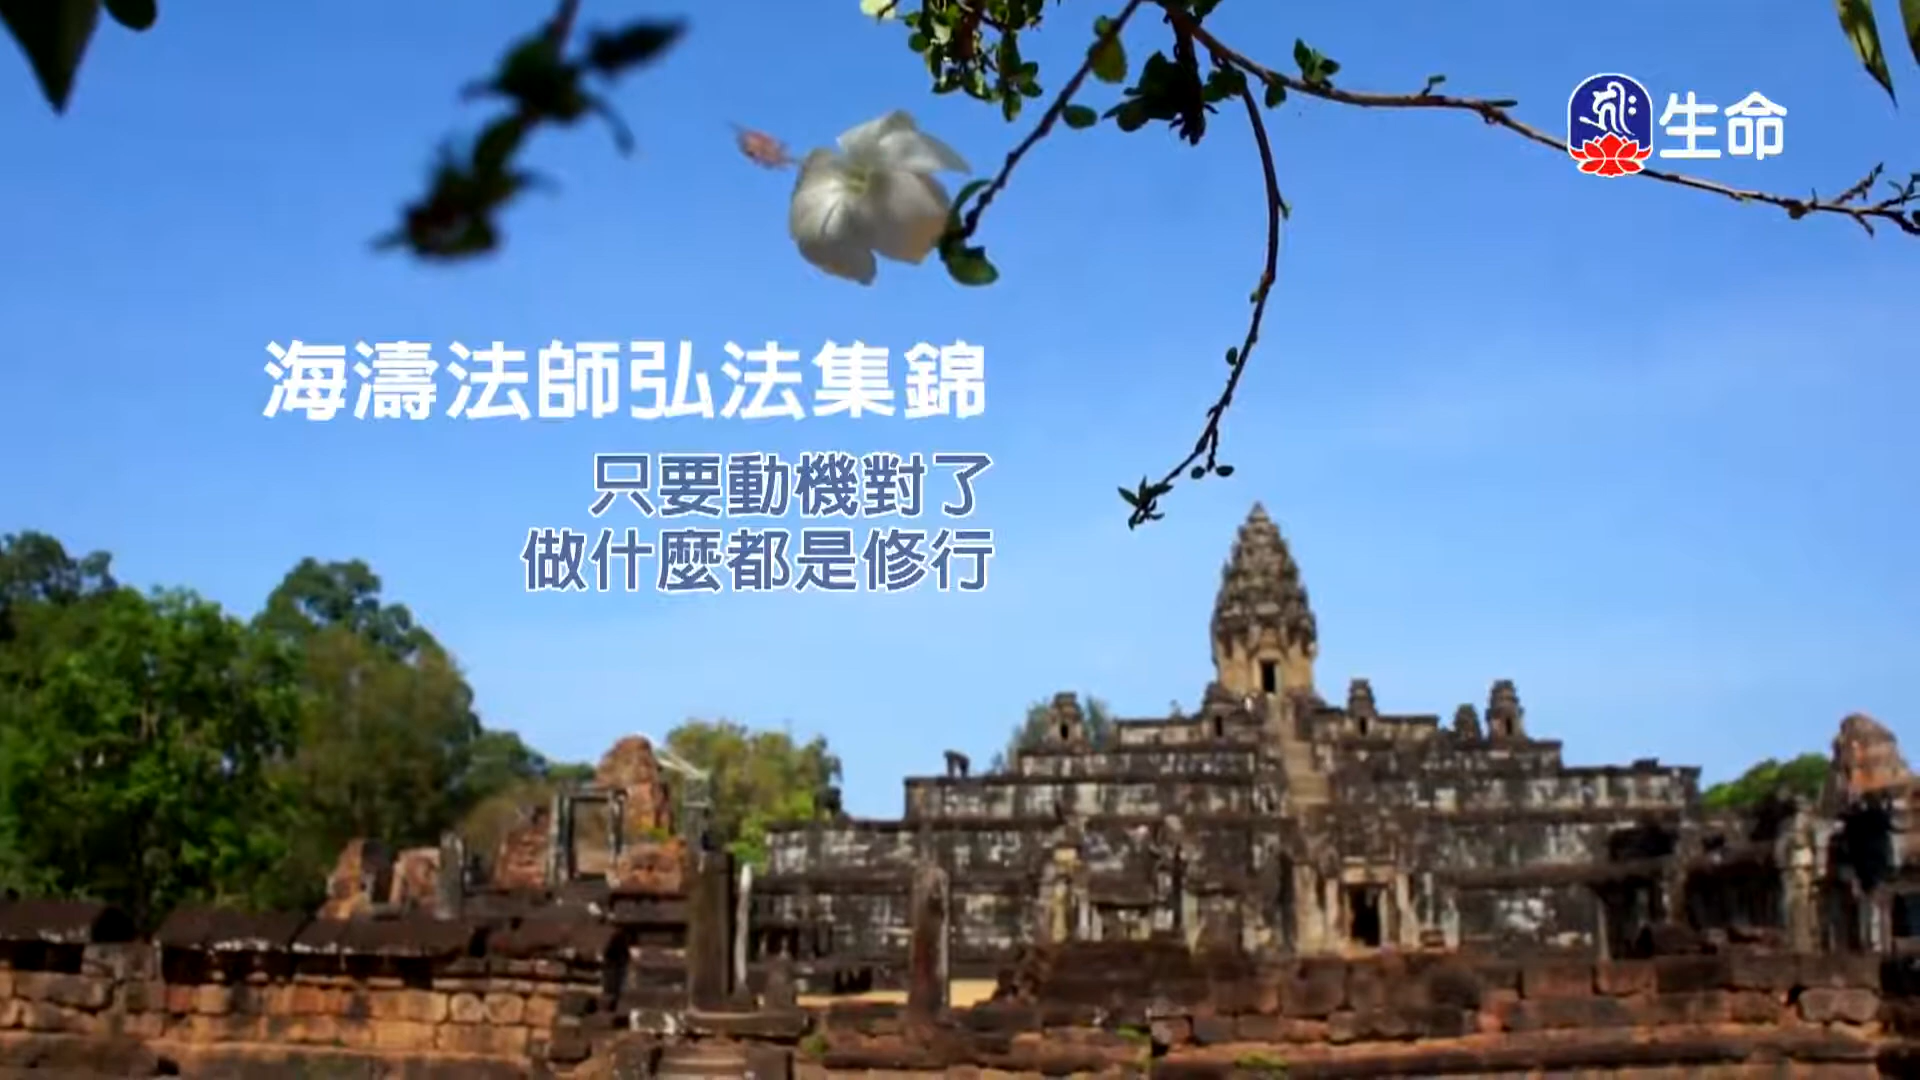 生命
海濤法師弘法集錦
只要動機對了
做什麼都是修行